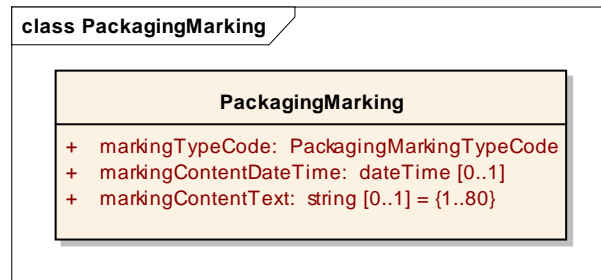 class PackagingMarking
PackagingMarking
+ markingTypeCode: PackagingMarkingTypeCode
+ markingContentDateTime: dateTime [0..1]
+ markingContentText: string [0..1] = {1..80}